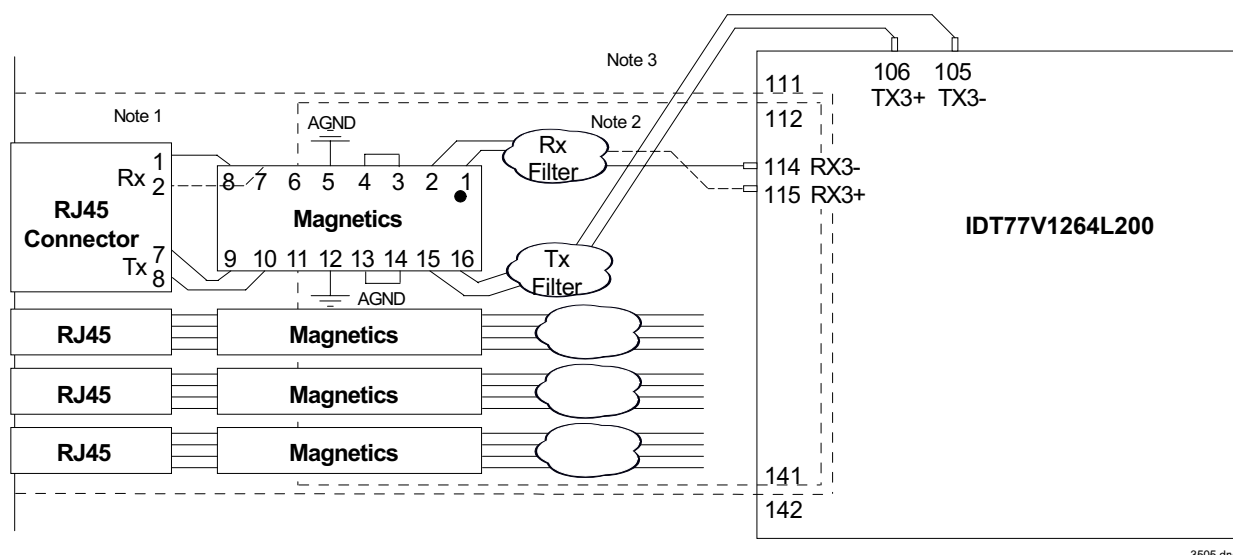 Note 3
106 105
TX3+ TX3-
111
112
Note 1
AGND
Note 2
Rx
Filter
114 RX3-
115 RX3+
1
Rx 2
RJ45
Connector
7
Tx
8
8 7 6 5 4 3 2 1
Magnetics
9 10 11 12 13 14 15 16
AGND
Tx
Filter
IDT77V1264L200
RJ45 Magnetics
RJ45 Magnetics
RJ45 Magnetics
141
142